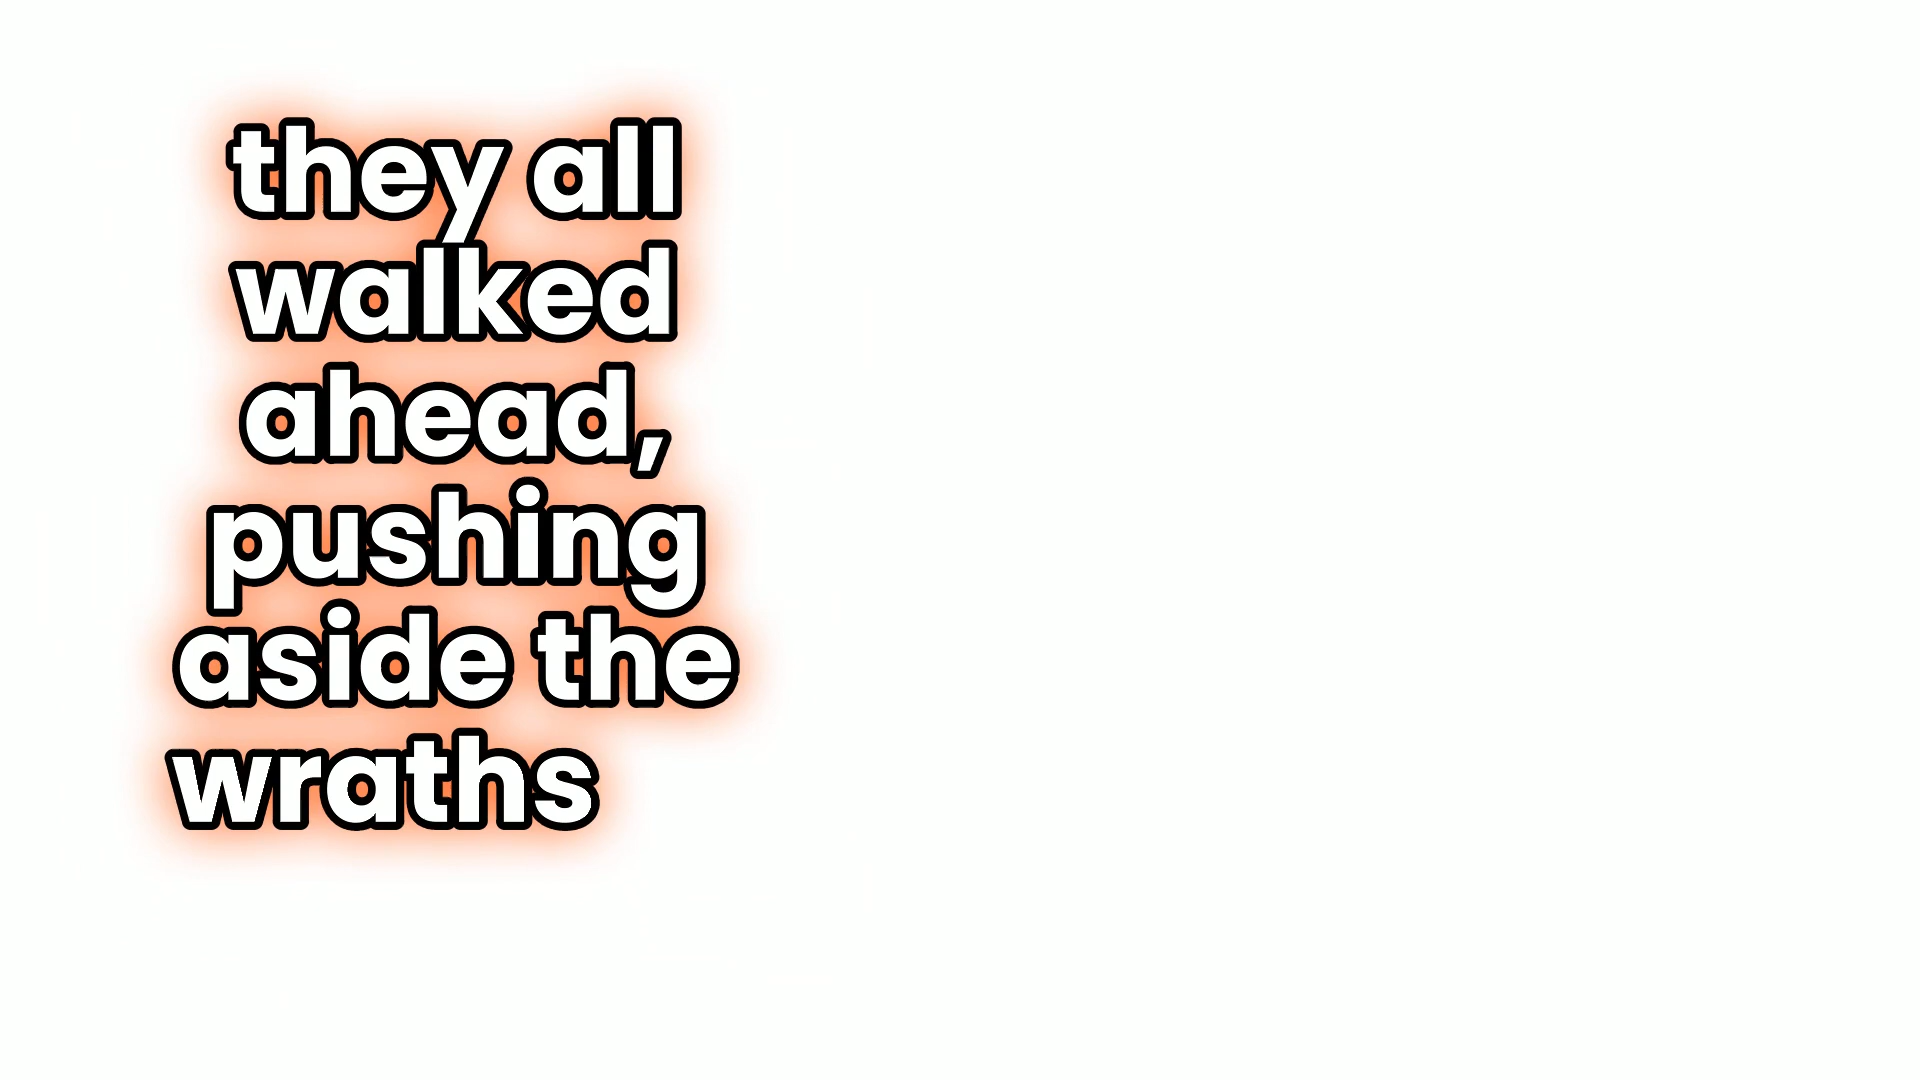 they all
walked
ahead,
pushing
aside the
wraths